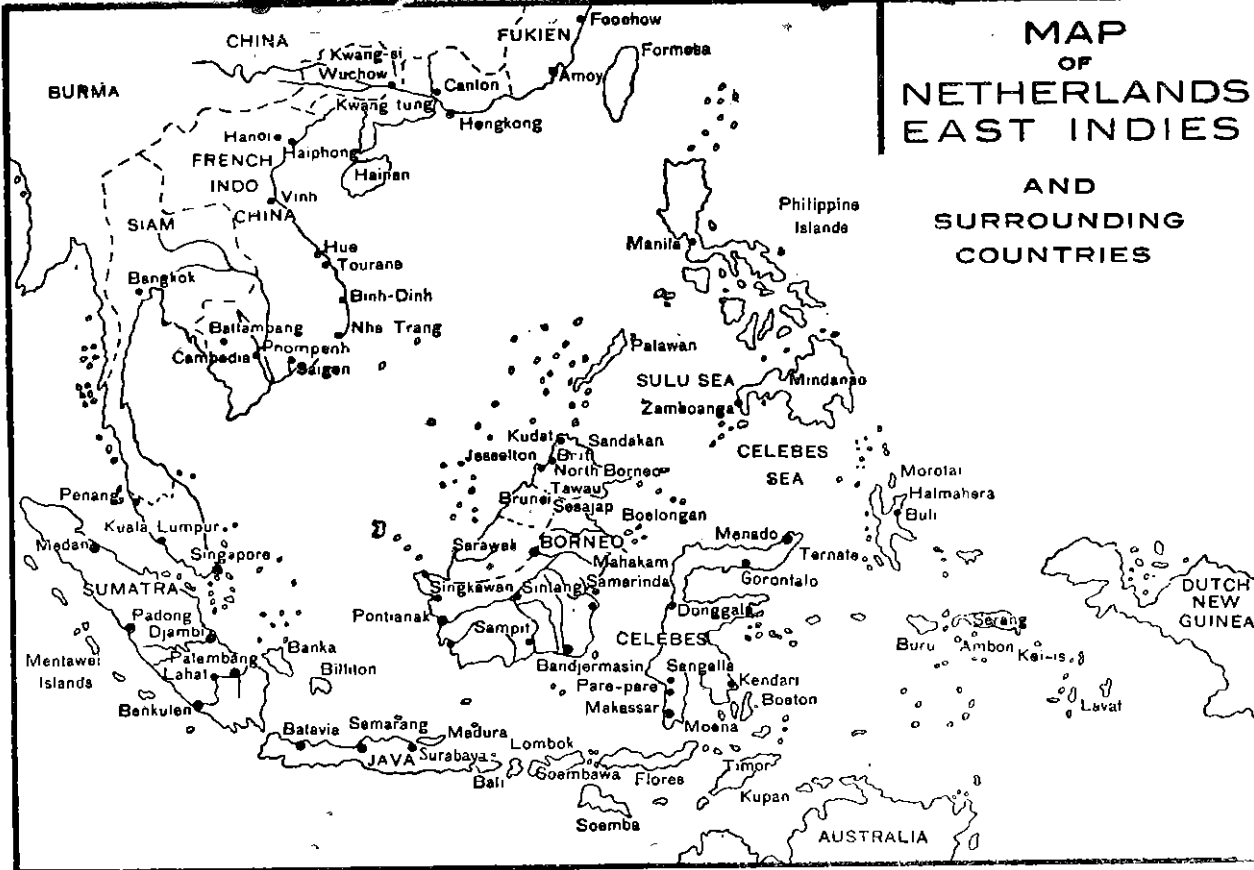 MAP
OF
NETHERLANDS
EAST INDIES
AND
SURROUNDING
COUNTRIES
CHINA
FUKIEN
Foochow
Formosa
Kwang-si
Wuchow
Canton
Amoy
BURMA
Kwang tung
Hongkong
Hanoi
Haiphong
FRENCH
INDO
CHINA
Hainan
Vinh
SIAM
Philippine
Islands
Manila
Hue
Tourane
Bangkok
Binh-Dinh
Nha Trang
Battambang
Pnompenh
Cambodia
Saigon
Palawan
SULU SEA
Mindanao
Zamboanga
CELEBES
SEA
Kudat
Sandakan
Jesselton
Brit
North Borneo
Tawau
Brunei
Sesajap
Boelongan
Morotai
Halmahera
Buli
Penang
Kuala Lumpur
Medan
Singapore
Sarawak
BORNEO
Mahakam
Menado
Ternate
Gorontalo
SUMATRA
Singkawan
Sintang
Samarinda
DUTCH
NEW
GUINEA
Padong
Djambi
Pontianak
Sampit
Donggala
CELEBES
Serang
Buru
Ambon
Kei-is.
Mentawei
Islands
Palembang
Lahat
Banka
Billiton
Bandjermasin
Sangalla
Pare-pare
Kendari
Boeton
Makassar
Moena
Benkulen
Batavia
Semarang
Madura
JAVA
Surabaya
Lombok
Bali
Soembawa
Flores
Timor
Kupan
Soemba
AUSTRALIA